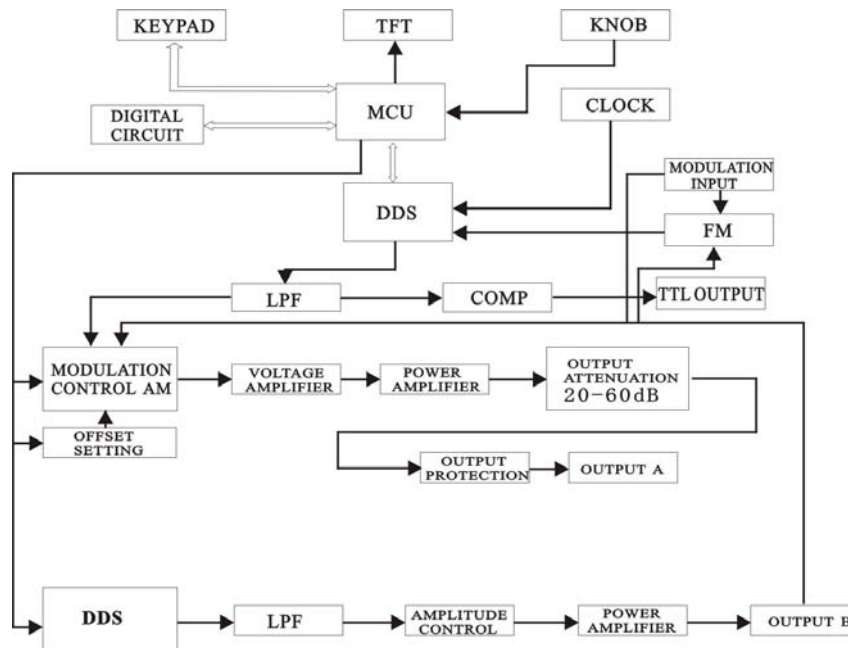 KEYPAD
TFT
KNOB
MCU
CLOCK
DIGITAL
CIRCUIT
MODULATION
INPUT
DDS
FM
LPF
COMP
TTL OUTPUT
MODULATION
CONTROL AM
VOLTAGE
AMPLIFIER
POWER
AMPLIFIER
OUTPUT
ATTENUATION
20-60dB
OFFSET
SETTING
OUTPUT
PROTECTION
OUTPUT A
DDS
LPF
AMPLITUDE
CONTROL
POWER
AMPLIFIER
OUTPUT B